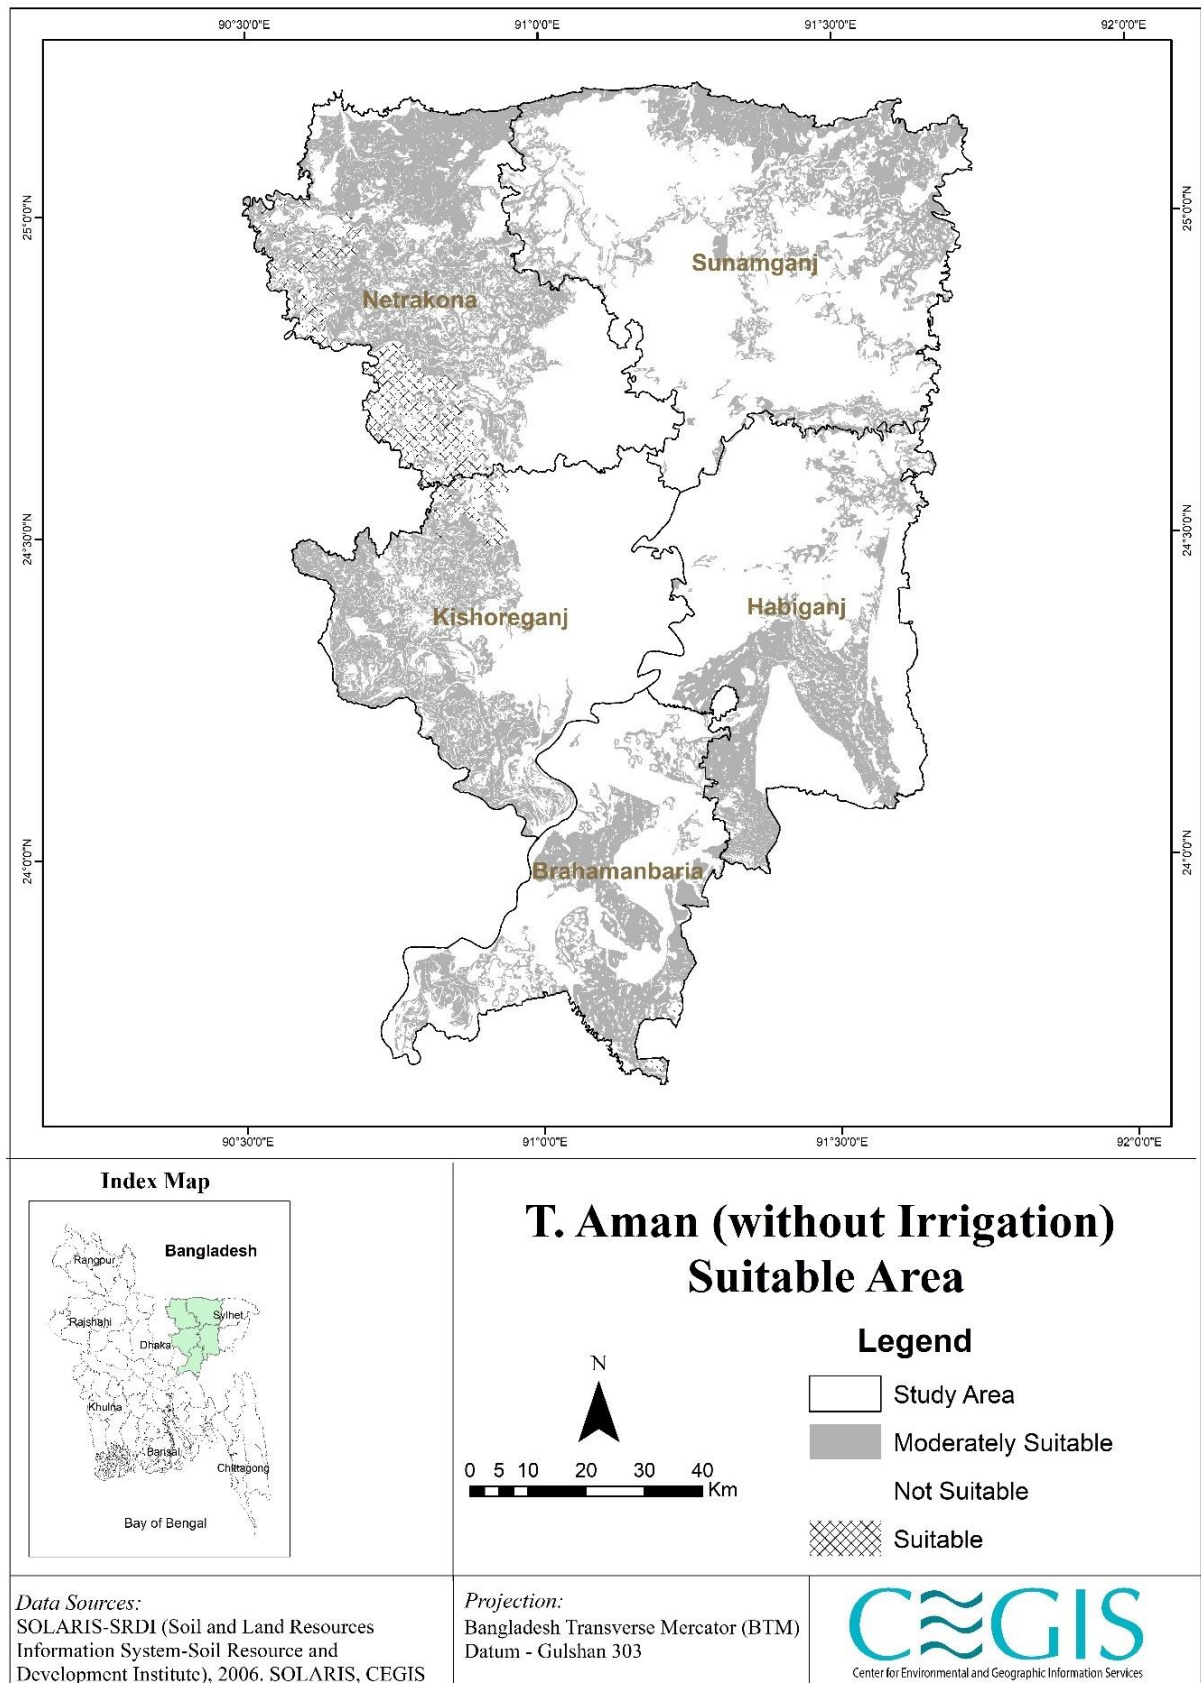 90°30'0"E 91°0'0"E 91°30'0"E 92°0'0"E
25°0'0"N
25°0'0"N
Sunamganj
Netrakona
24°30'0"N
24°30'0"N
Habiganj
Kishoreganj
24°0'0"N
24°0'0"N
Brahamanbaria
90°30'0"E 91°0'0"E 91°30'0"E 92°0'0"E
Index Map
Bangladesh
Rangpur
Rajshahi
Sylhet
Dhaka
Khulna
Barisal
Chittagong
Bay of Bengal
T. Aman (without Irrigation)
Suitable Area
N
0 5 10 20 30 40
Km
Legend
Study Area
Moderately Suitable
Not Suitable
Suitable
Data Sources:
SOLARIS-SRDI (Soil and Land Resources
Information System-Soil Resource and
Development Institute), 2006. SOLARIS, CEGIS
Projection:
Bangladesh Transverse Mercator (BTM)
Datum - Gulshan 303
CEGIS
Center for Environmental and Geographic Information Services